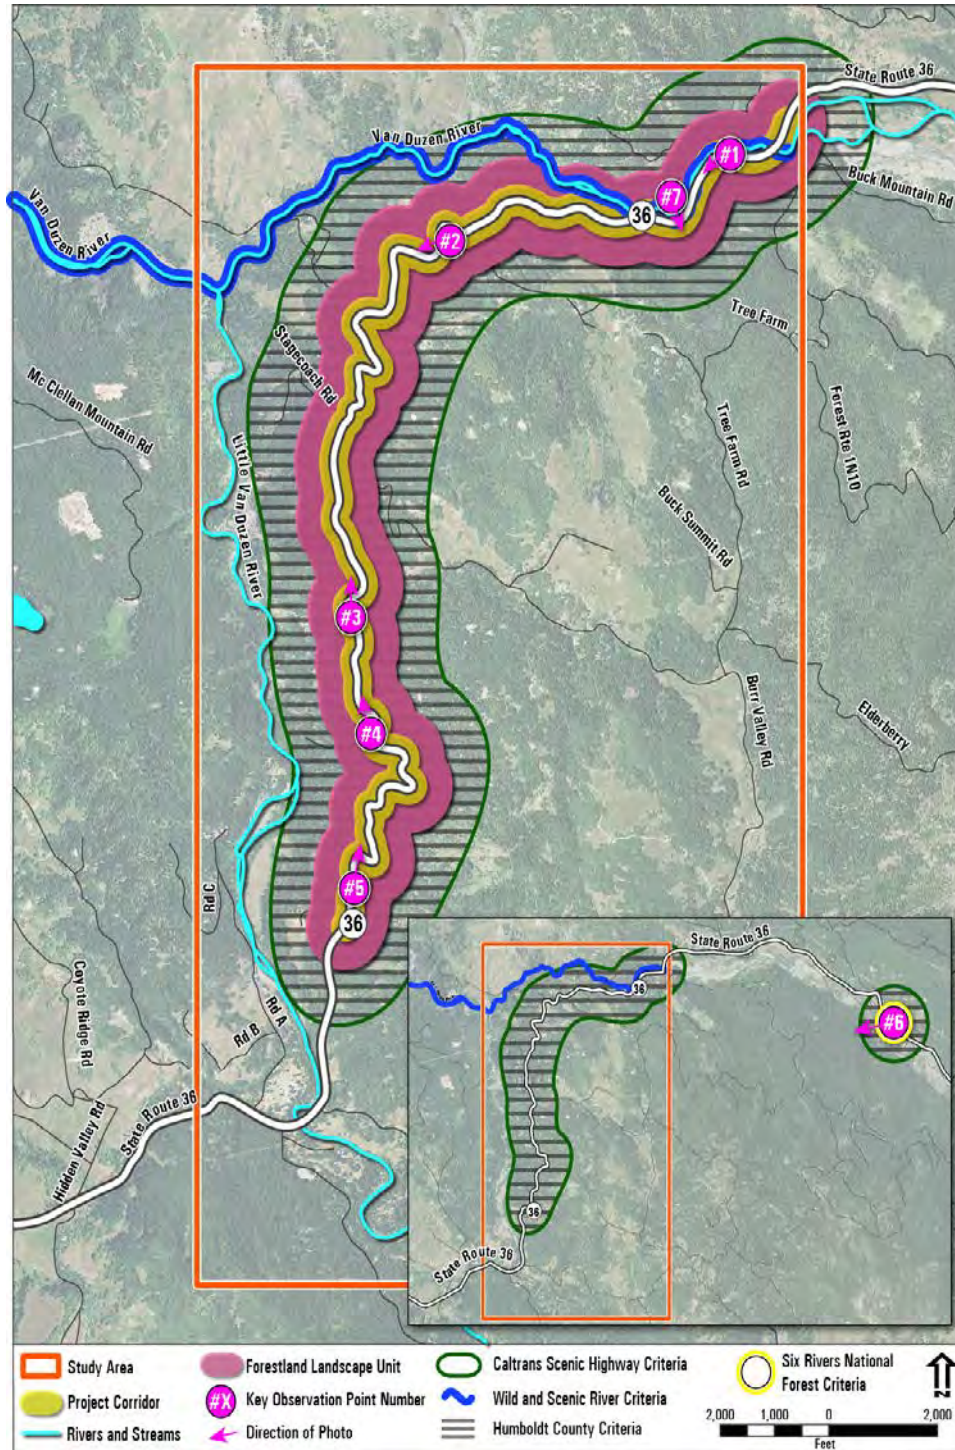 State Route 36
Van Duzen River
#1
Buck Mountain Rd
#7
Van Duzen River
36
#2
Tree Farm
Stagecoach Rd
Mc Clellan Mountain Rd
Forest Rte 1N10
Tree Farm Rd
Little Van Duzen River
Buck Summit Rd
#3
Burr Valley Rd
Elderberry
#4
Rd C
#5
36
Coyote Ridge Rd
Rd A
Rd B
State Route 36
Hidden Valley Rd
State Route 36
36
#6
36
State Route 36
Study Area
Forestland Landscape Unit
Caltrans Scenic Highway Criteria
Six Rivers National
Forest Criteria
N
Project Corridor
#X
Key Observation Point Number
Wild and Scenic River Criteria
Rivers and Streams
Direction of Photo
Humboldt County Criteria
2,000 1,000 0 2,000
Feet